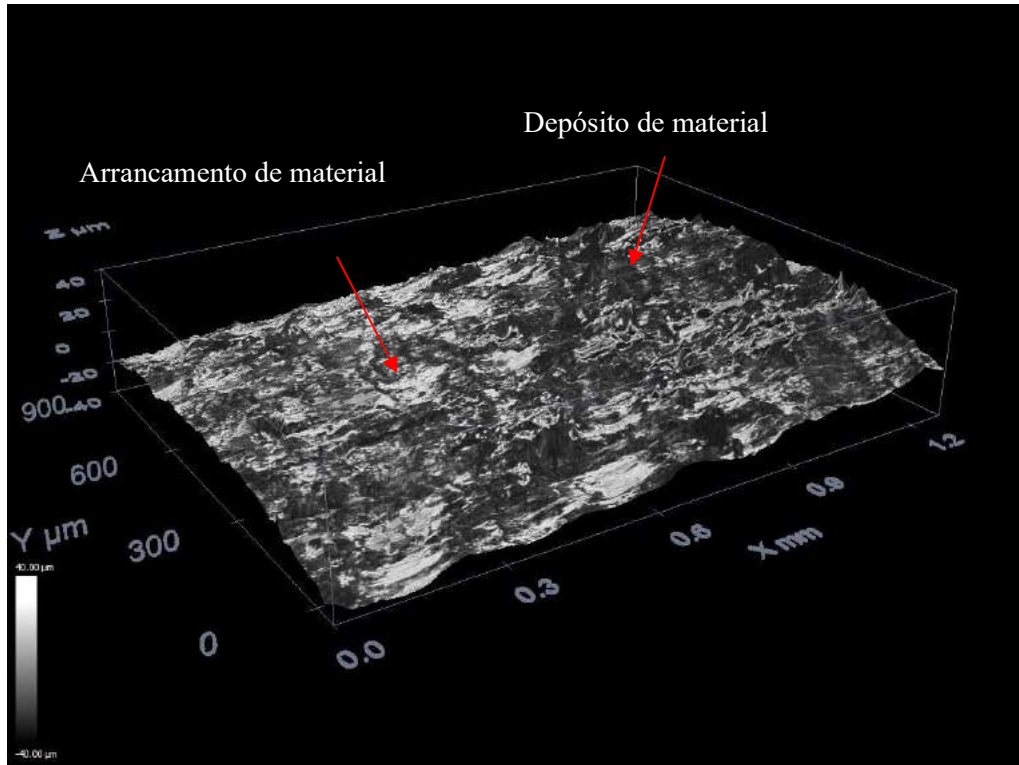 Depósito de material
Arrancamento de material
Z µm
40
20
0
-20
-40
900
600
300
0
Y µm
0.0
0.3
0.6
0.9
1.2
X mm
40.00 µm
-40.00 µm